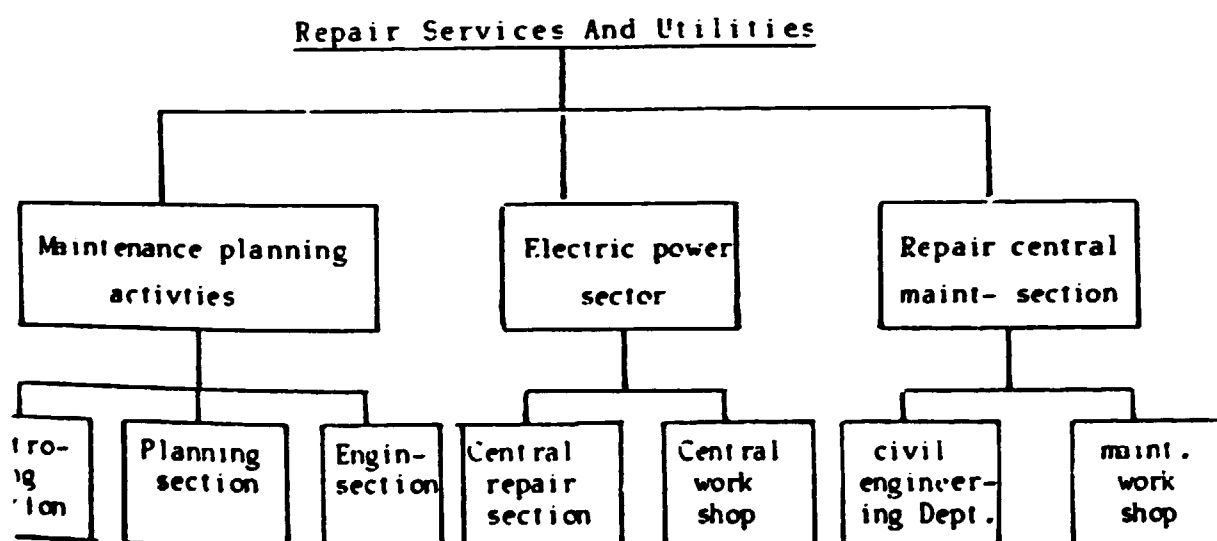 Repair Services And Utilities
Maintenance planning
activties
Electric power
sector
Repair central
maint- section
Planning
section
Engin-
section
Central
repair
section
Central
work
shop
civil
engineer-
ing Dept.
maint.
work
shop